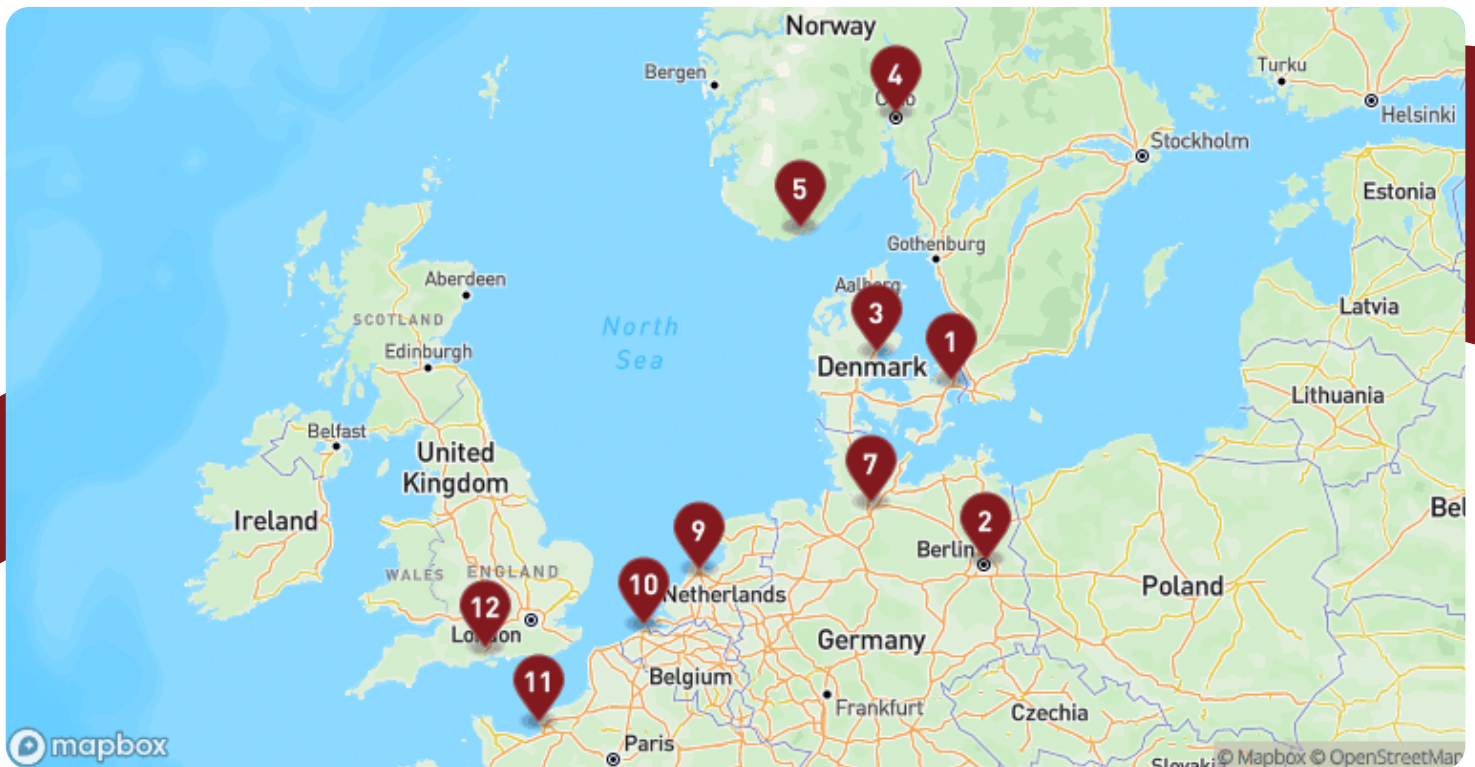 Norway
4
Bergen
Turku
Helsinki
Stockholm
5
Estonia
Gothenburg
Aberdeen
Aalborg
3
Latvia
SCOTLAND
North
Sea
1
Edinburgh
Denmark
Lithuania
Belfast
United
Kingdom
7
Ireland
Bel
9
2
Berlin
WALES
ENGLAND
10
Netherlands
Poland
12
London
Germany
11
Belgium
Frankfurt
Czechia
Paris
mapbox
Slovaki
© Mapbox © OpenStreetMap